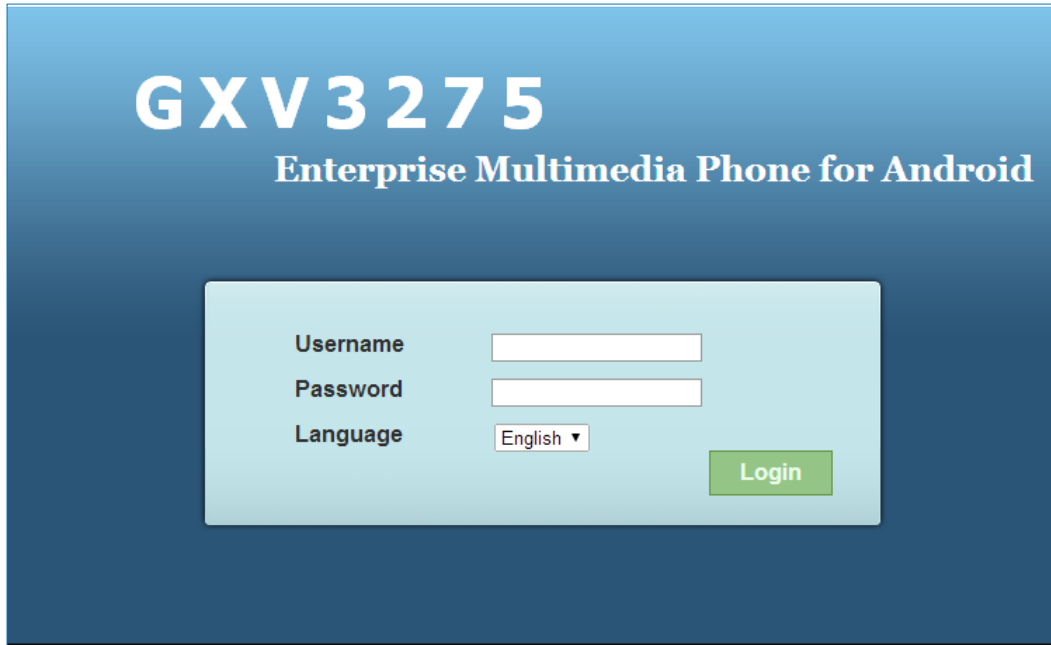 GXV3275
Enterprise Multimedia Phone for Android
Username
Password
Language English ▼
Login